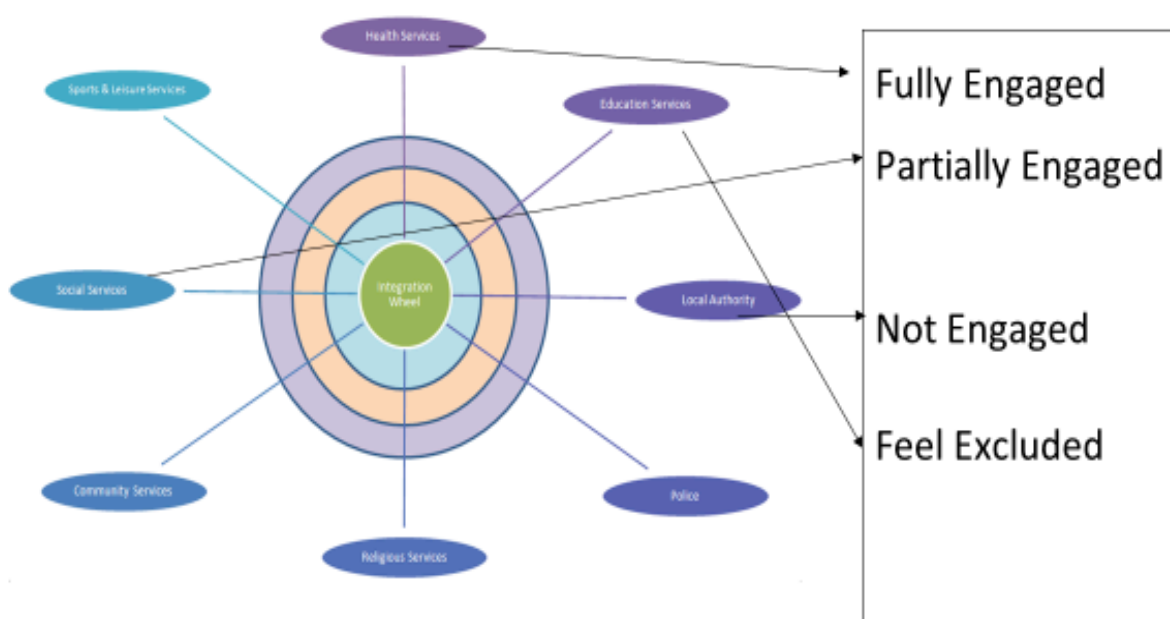 Health Services
Sports & Leisure Services
Education Services
Integration
Wheel
Social Services
Local Authority
Community Services
Police
Religious Services
Fully Engaged
Partially Engaged
Not Engaged
Feel Excluded